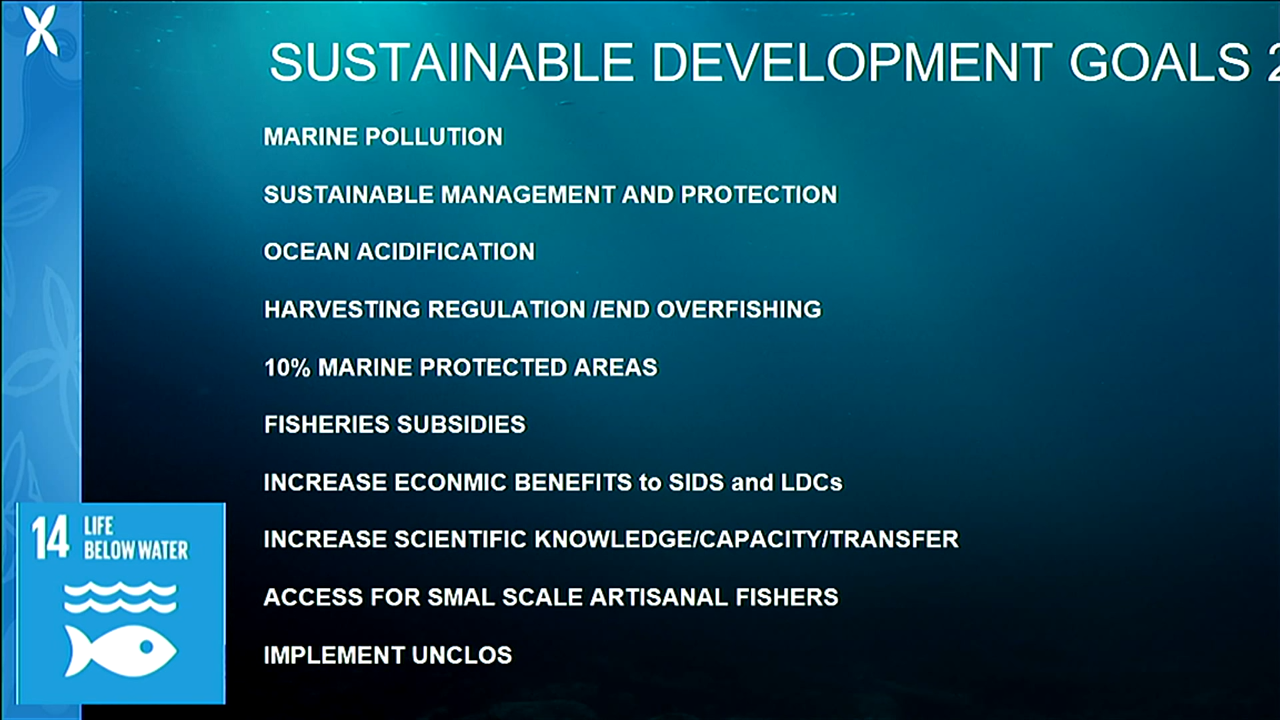 SUSTAINABLE DEVELOPMENT GOALS
MARINE POLLUTION
SUSTAINABLE MANAGEMENT AND PROTECTION
OCEAN ACIDIFICATION
HARVESTING REGULATION /END OVERFISHING
10% MARINE PROTECTED AREAS
FISHERIES SUBSIDIES
INCREASE ECONMIC BENEFITS to SIDS and LDCs
INCREASE SCIENTIFIC KNOWLEDGE/CAPACITY/TRANSFER
ACCESS FOR SMAL SCALE ARTISANAL FISHERS
IMPLEMENT UNCLOS
14 LIFE
BELOW WATER